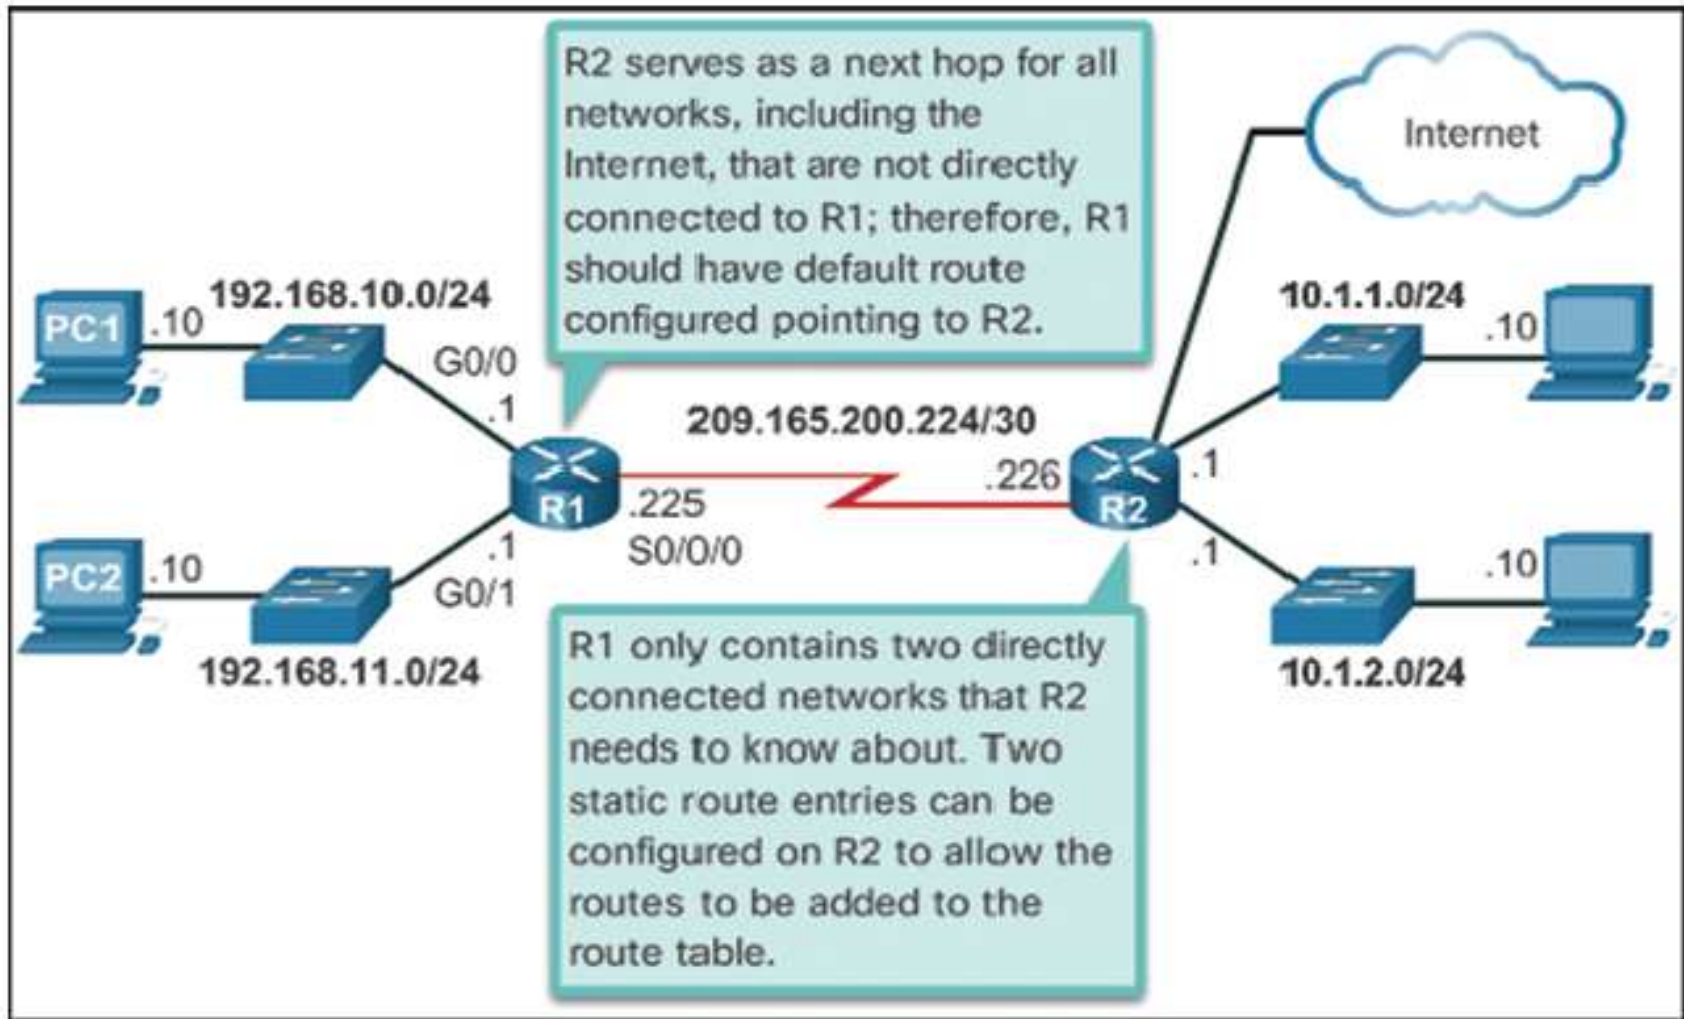 R2 serves as a next hop for all
networks, including the
Internet, that are not directly
connected to R1; therefore, R1
should have default route
configured pointing to R2.
Internet
192.168.10.0/24
10.1.1.0/24
PC1
.10
.10
G0/0
.1
209.165.200.224/30
.226
.1
R1
.225
R2
S0/0/0
.1
.1
PC2
.10
G0/1
.10
192.168.11.0/24
10.1.2.0/24
R1 only contains two directly
connected networks that R2
needs to know about. Two
static route entries can be
configured on R2 to allow the
routes to be added to the
route table.